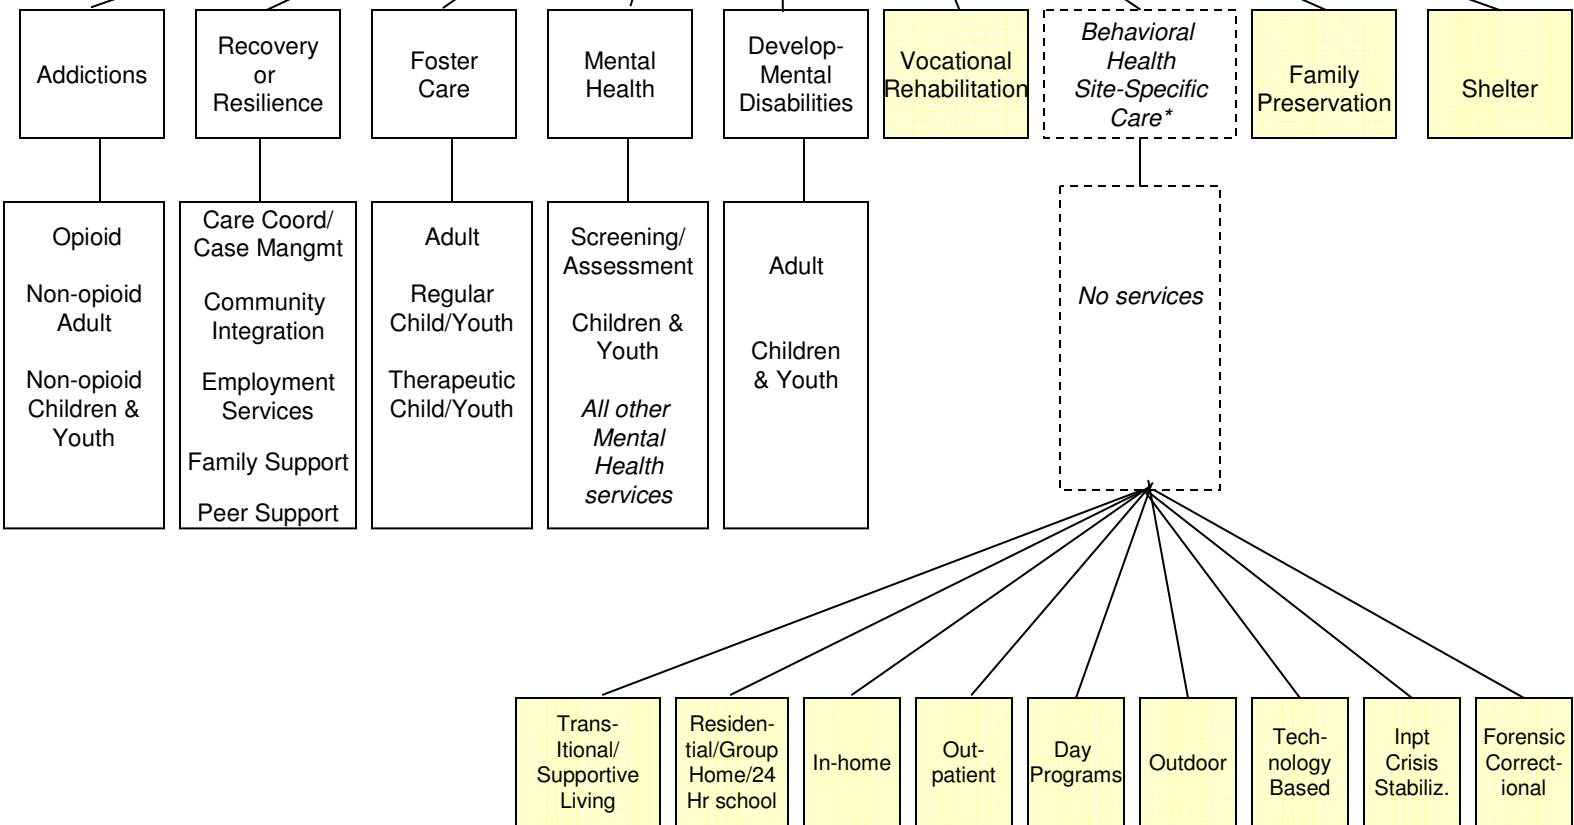 Addictions
Recovery
or
Resilience
Foster
Care
Mental
Health
Develop-
Mental
Disabilities
Vocational
Rehabilitation
Behavioral
Health
Site-Specific
Care*
Family
Preservation
Shelter
Opioid
Non-opioid
Adult
Non-opioid
Children &
Youth
Care Coord/
Case Mangmt
Community
Integration
Employment
Services
Family Support
Peer Support
Adult
Regular
Child/Youth
Therapeutic
Child/Youth
Screening/
Assessment
Children &
Youth
All other
Mental
Health
services
Adult
Children
& Youth
No services
Trans-
Itional/
Supportive
Living
Residen-
tial/Group
Home/24
Hr school
In-home
Out-
patient
Day
Programs
Outdoor
Tech-
nology
Based
Inpt
Crisis
Stabiliz.
Forensic
Correct-
ional